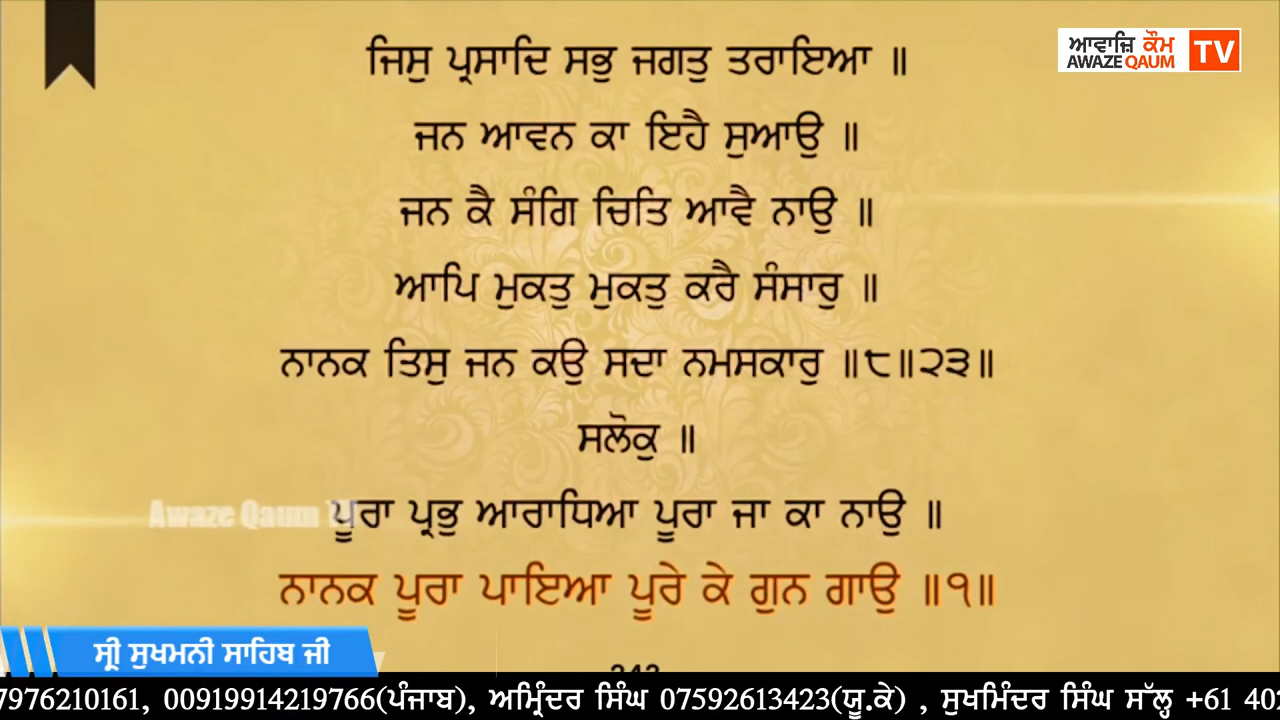 ਆਵਾਜ਼ਿ ਕੌਮ
AWAZE QAUM TV
ਜਿਸੁ ਪ੍ਰਸਾਦਿ ਸਭੁ ਜਗਤੁ ਤਰਾਇਆ ॥
ਜਨ ਆਵਨ ਕਾ ਇਹੈ ਸੁਆਉ ॥
ਜਨ ਕੈ ਸੰਗਿ ਚਿਤਿ ਆਵੈ ਨਾਉ ॥
ਆਪਿ ਮੁਕਤੁ ਮੁਕਤੁ ਕਰੈ ਸੰਸਾਰੁ ॥
ਨਾਨਕ ਤਿਸੁ ਜਨ ਕਉ ਸਦਾ ਨਮਸਕਾਰੁ ॥੮॥੨੩॥
ਸਲੋਕੁ ॥
Awaze Qaum
ਪੂਰਾ ਪ੍ਰਭੁ ਆਰਾਧਿਆ ਪੂਰਾ ਜਾ ਕਾ ਨਾਉ ॥
ਨਾਨਕ ਪੂਰਾ ਪਾਇਆ ਪੂਰੇ ਕੇ ਗੁਨ ਗਾਉ ॥੧॥
ਸ੍ਰੀ ਸੁਖਮਨੀ ਸਾਹਿਬ ਜੀ
7976210161, 00919914219766(ਪੰਜਾਬ), ਅਮ੍ਰਿੰਦਰ ਸਿੰਘ 07592613423(ਯੂ.ਕੇ) , ਸੁਖਮਿੰਦਰ ਸਿੰਘ ਸੱਲ੍ਹ +61 402